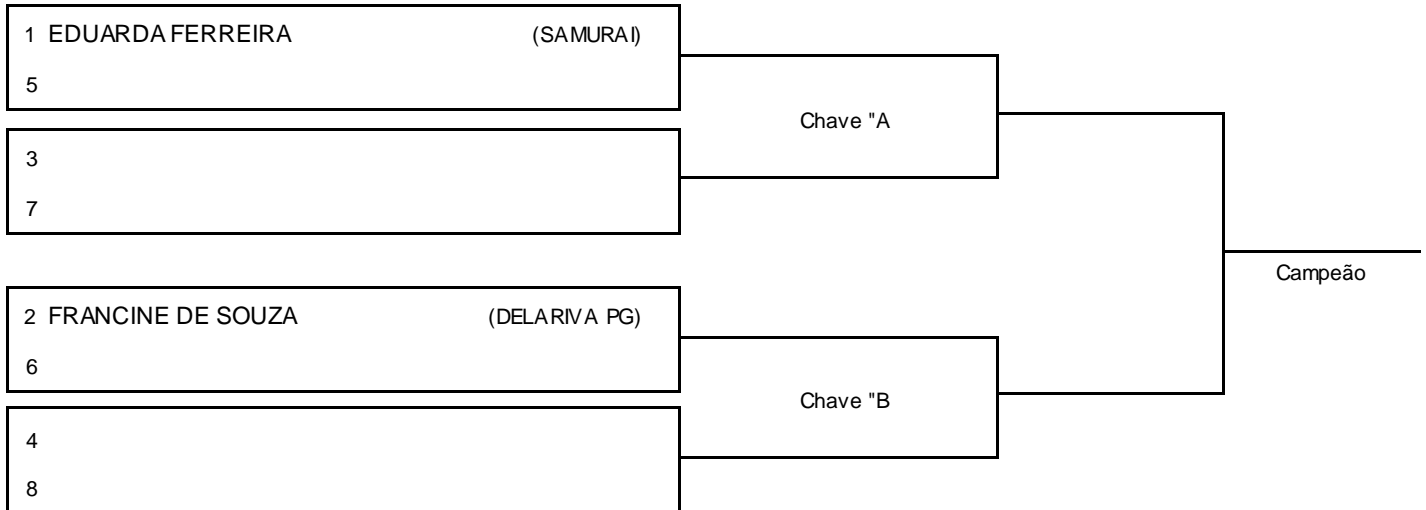 1 EDUARDA FERREIRA (SAMURAI)
5
Chave "A
3
7
Campeão
2 FRANCINE DE SOUZA (DELARIVA PG)
6
Chave "B
4
8